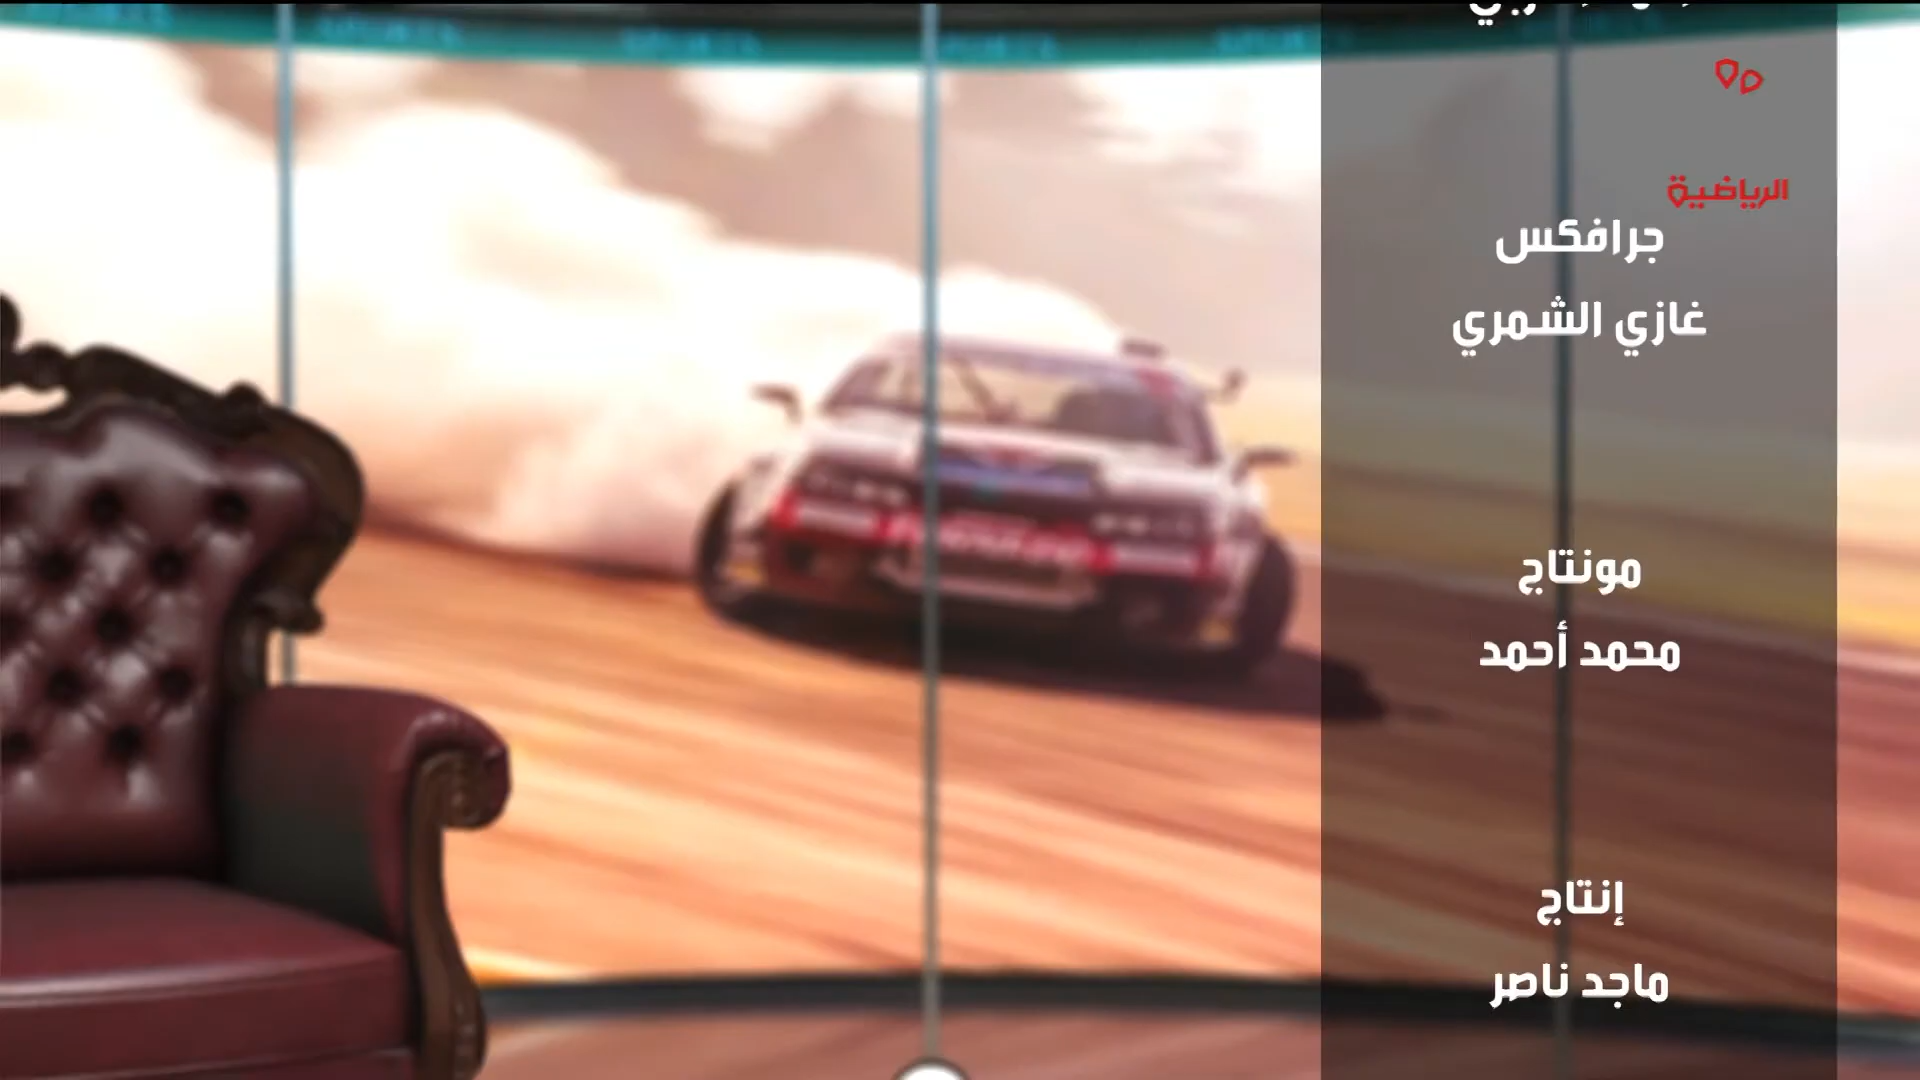 الرياضية
جرافكس
غازي الشمري
مونتاج
محمد أحمد
إنتاج
ماجد ناصر